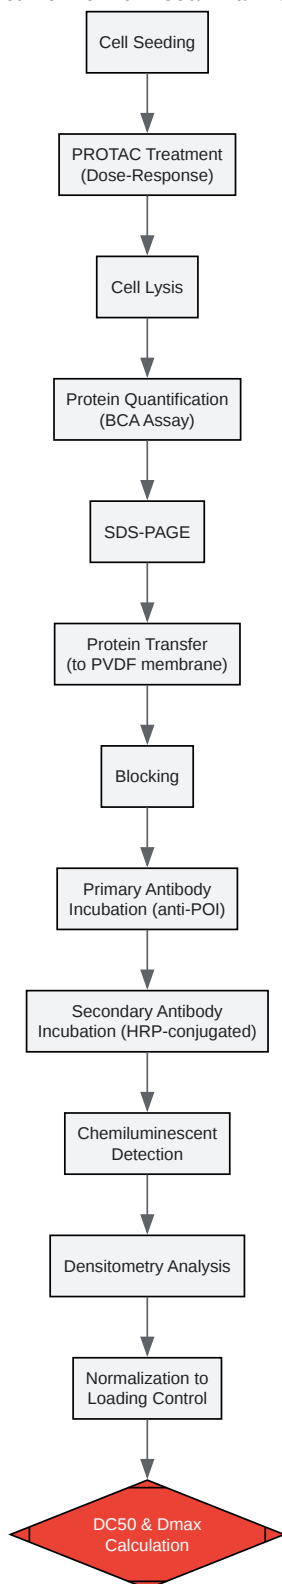 Cell Seeding
PROTAC Treatment
(Dose-Response)
Cell Lysis
Protein Quantification
(BCA Assay)
SDS-PAGE
Protein Transfer
(to PVDF membrane)
Blocking
Primary Antibody
Incubation (anti-POI)
Secondary Antibody
Incubation (HRP-conjugated)
Chemiluminescent
Detection
Densitometry Analysis
Normalization to
Loading Control
DC50 & Dmax
Calculation